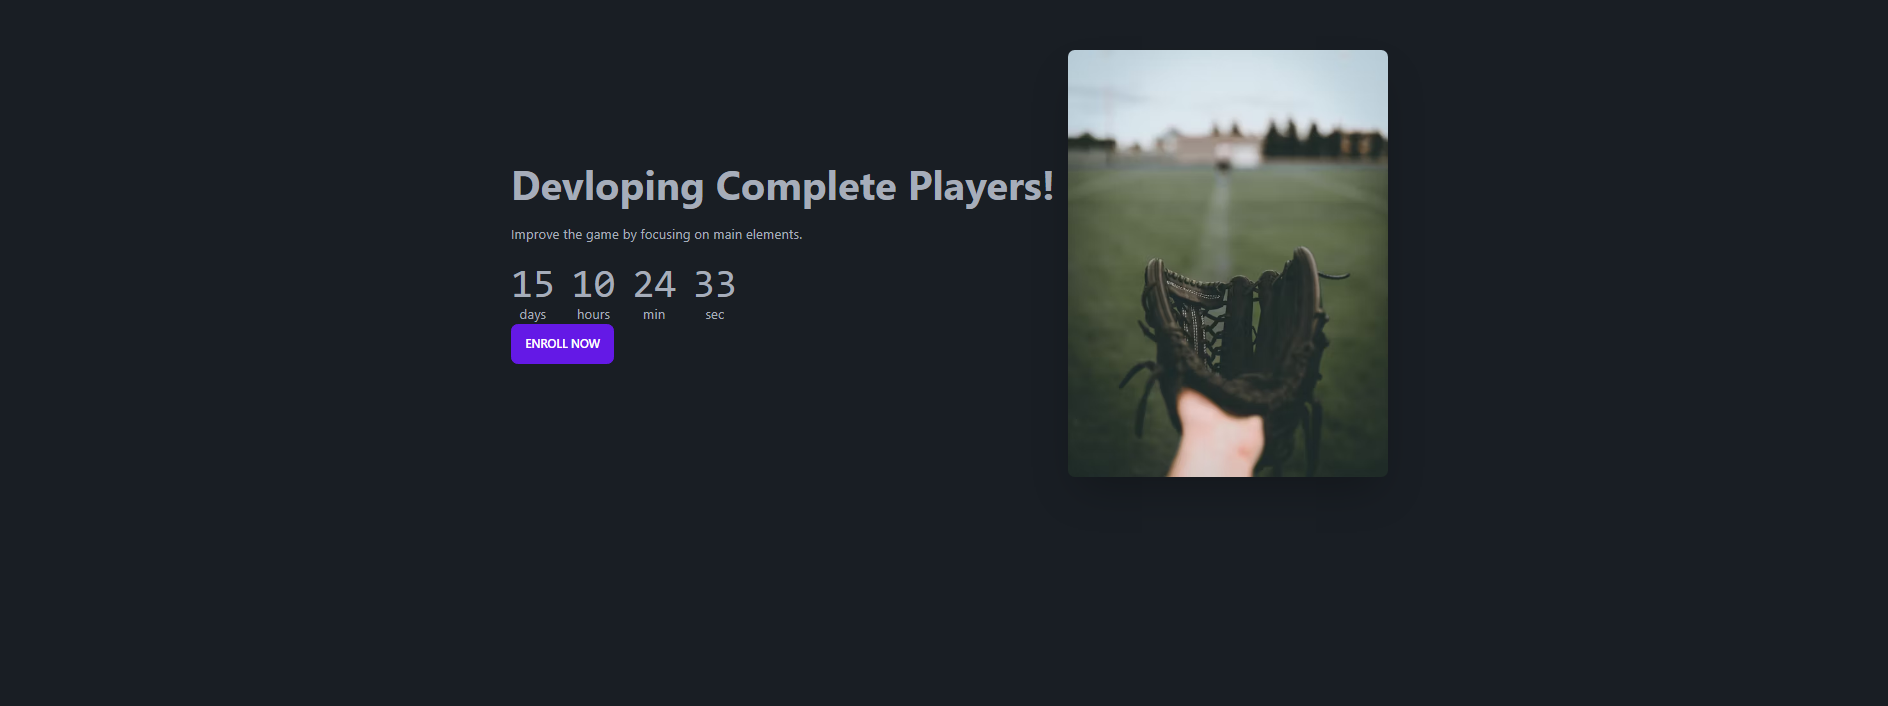 Devloping Complete Players!
Improve the game by focusing on main elements.
15 10 24 33
days hours min sec
ENROLL NOW